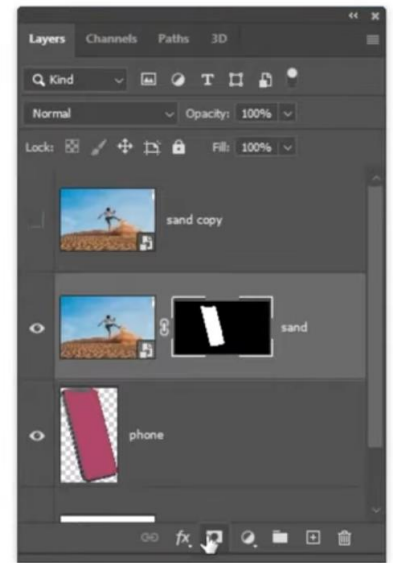 Layers Channels Paths 3D
Kind
Normal Opacity: 100%
Lock: Fill: 100%
sand copy
sand
phone
fx